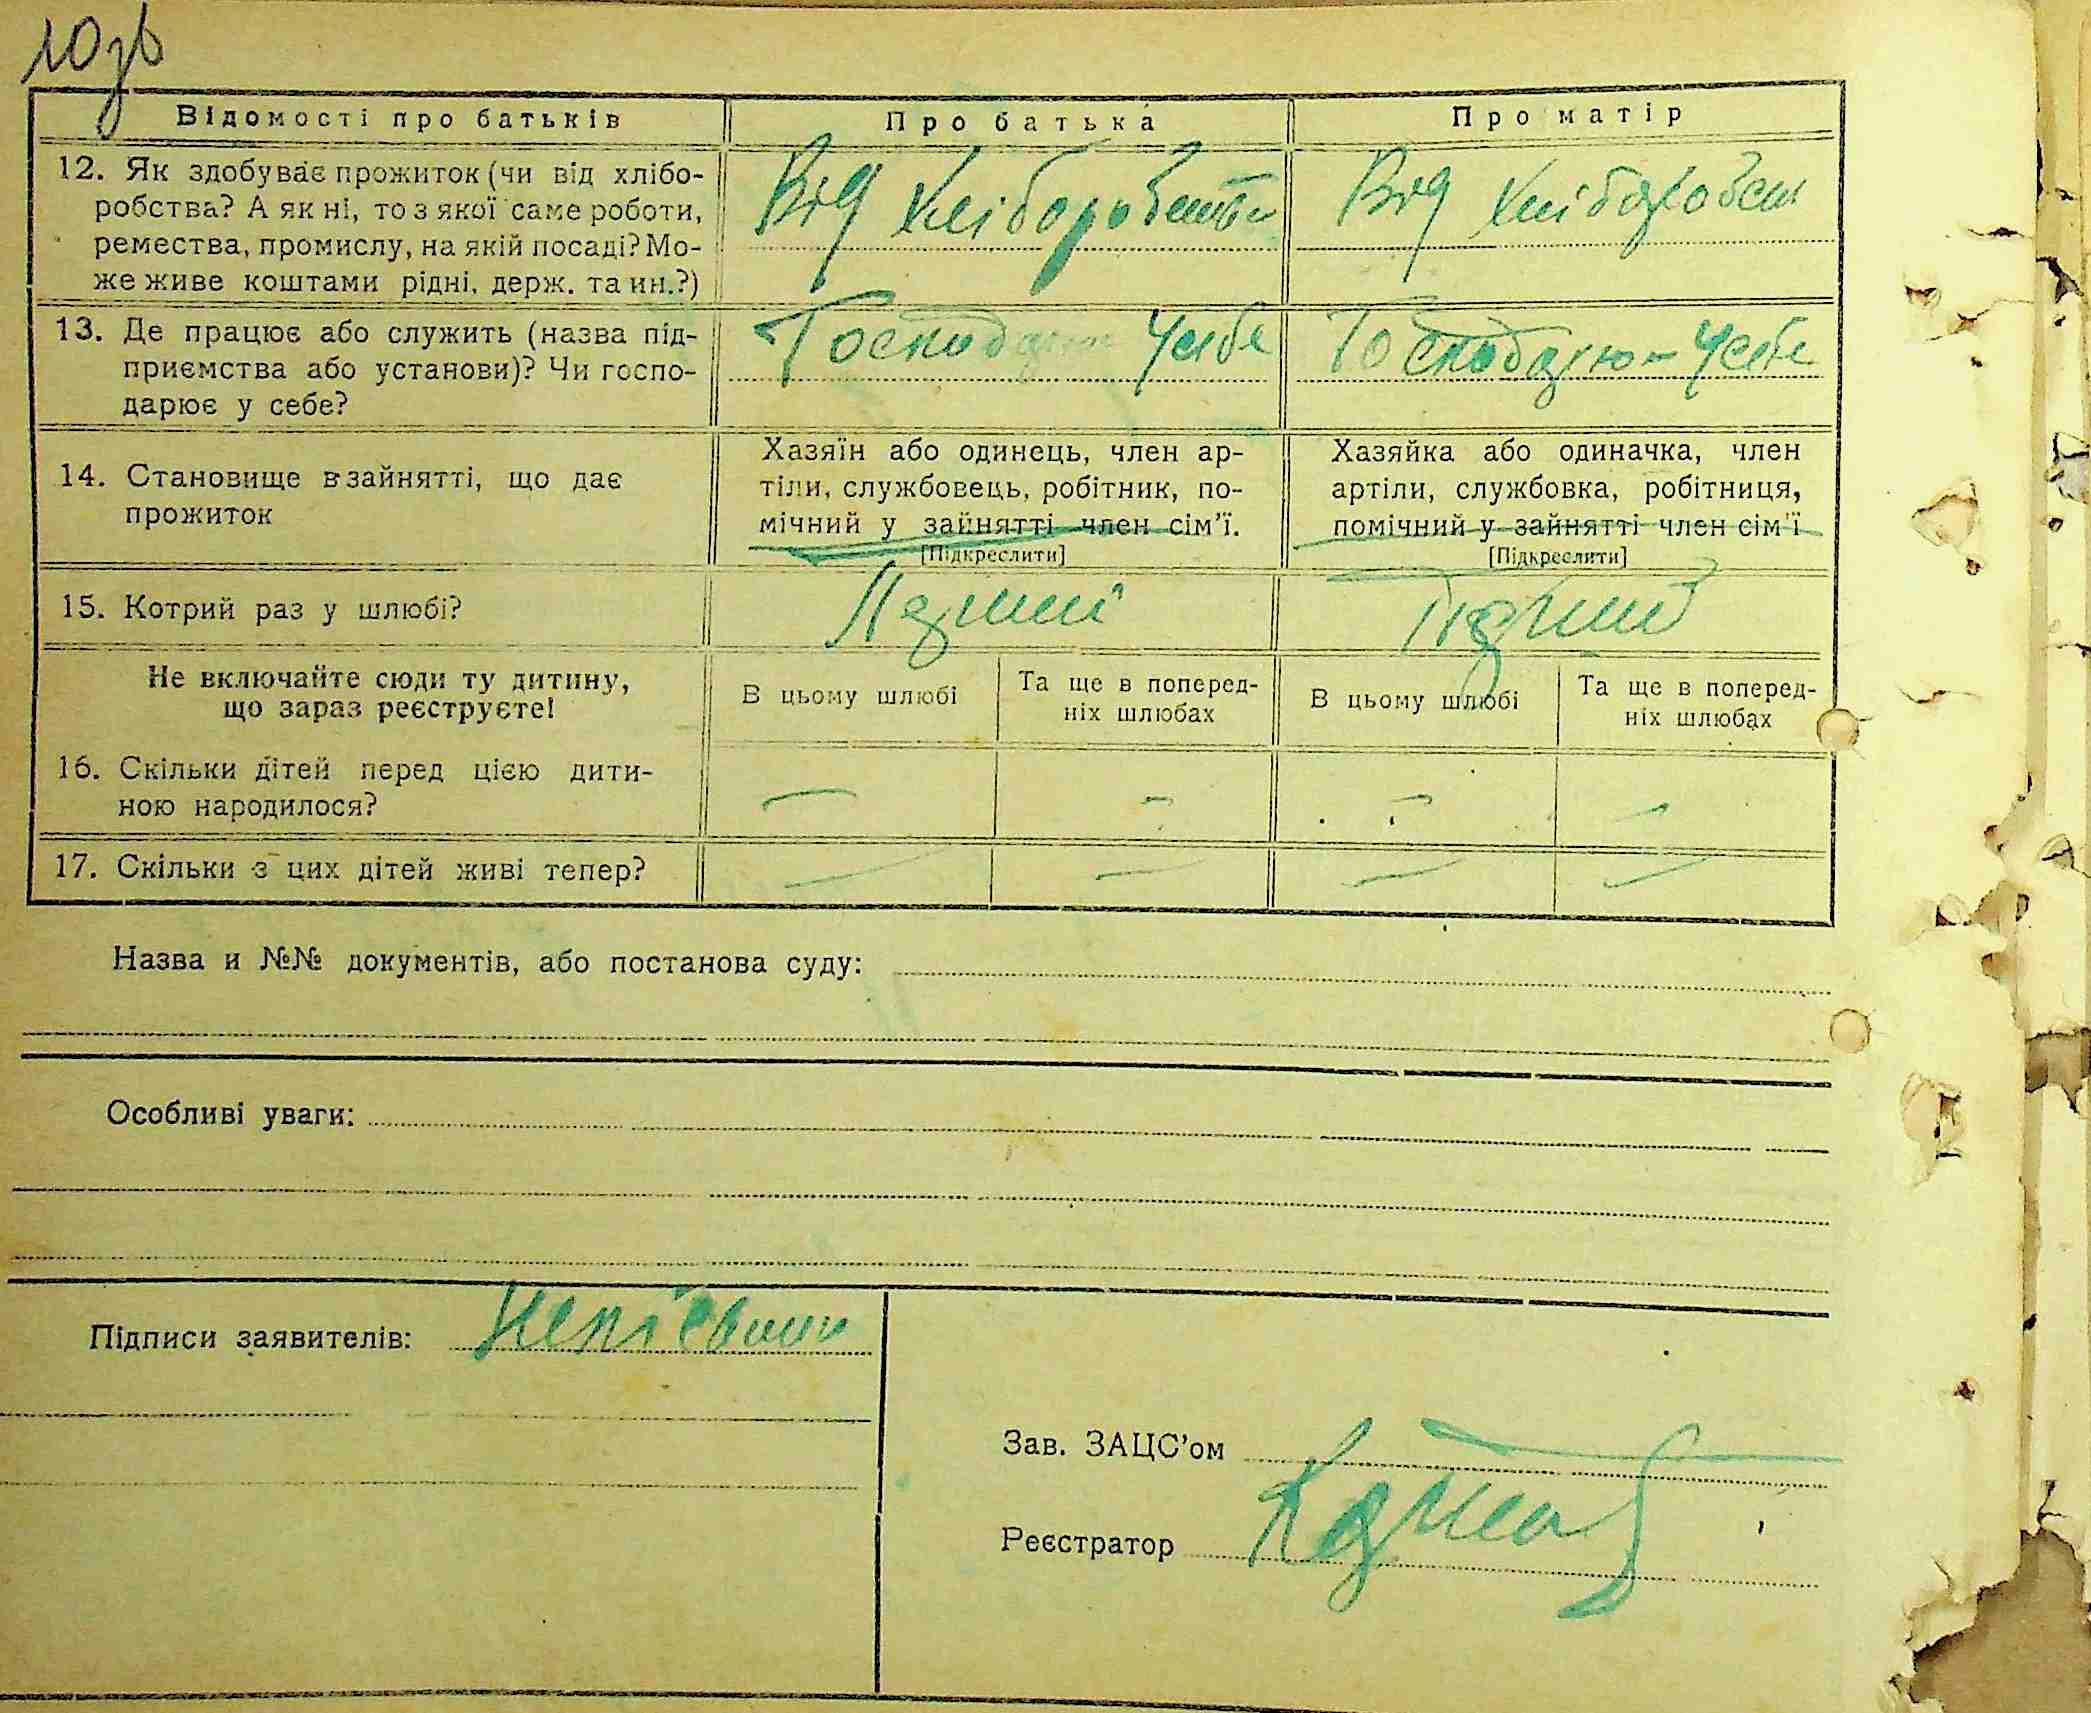 10зв
Відомості про батьків
Про батька
Про матір
12. Як здобуває прожиток (чи від хлібо-
робства? А як ні, то з якої саме роботи,
ремества, промислу, на якій посаді? Мо-
же живе коштами рідні, держ. та ин.?)
Від хліборобства
Від хлібороб
13. Де працює або служить (назва під-
приємства або установи)? Чи госпо-
дарює у себе?
Господарює у себе
Господарює у себе
14. Становище в зайнятті, що дає
прожиток
Хазяїн або одинець, член ар-
тіли, службовець, робітник, по-
мічний у зайнятті член сім'ї.
[Підкреслити]
Хазяйка або одиначка, член
артіли, службовка, робітниця,
помічний у зайнятті член сім'ї
[Підкреслити]
15. Котрий раз у шлюбі?
Перший
Перший
Не включайте сюди ту дитину,
що зараз реєструєте!
В цьому шлюбі
Та ще в поперед-
ніх шлюбах
В цьому шлюбі
Та ще в поперед-
ніх шлюбах
16. Скільки дітей перед цією дити-
ною народилося?
— — — —
17. Скільки з цих дітей живі тепер?
— — — —
Назва и №№ документів, або постанова суду:
Особливі уваги:
Підписи заявителів:
Зав. ЗАЦС'ом
Реєстратор